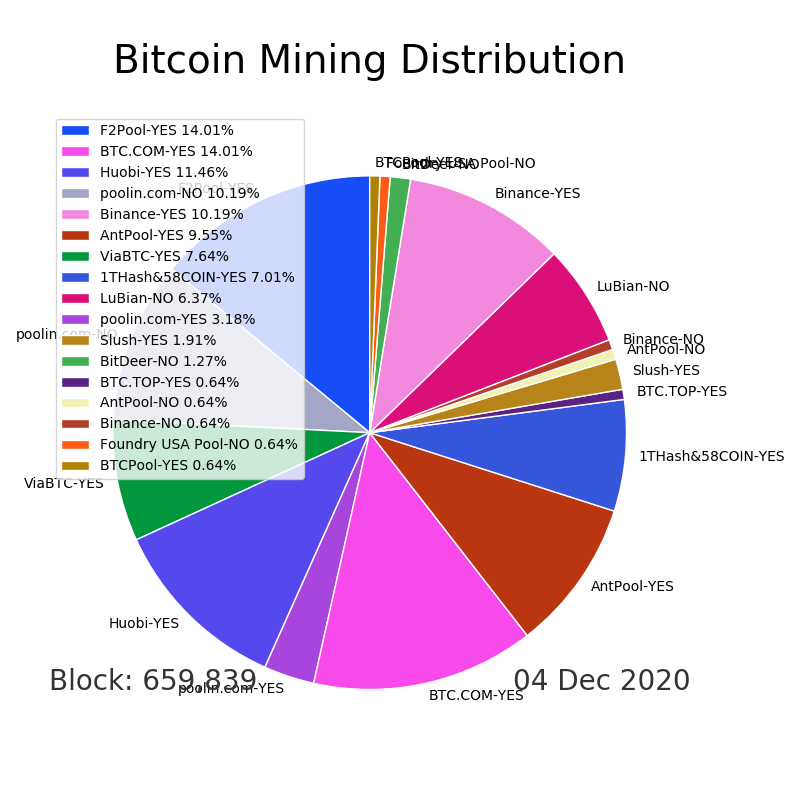 Bitcoin Mining Distribution
F2Pool-YES 14.01%
BTC.COM-YES 14.01%
Huobi-YES 11.46%
poolin.com-NO 10.19%
Binance-YES 10.19%
AntPool-YES 9.55%
ViaBTC-YES 7.64%
1THash&58COIN-YES 7.01%
LuBian-NO 6.37%
poolin.com-YES 3.18%
Slush-YES 1.91%
BitDeer-NO 1.27%
BTC.TOP-YES 0.64%
AntPool-NO 0.64%
Binance-NO 0.64%
Foundry USA Pool-NO 0.64%
BTCPool-YES 0.64%
BTCPool-YES
Foundry USA Pool-NO
BitDeer-NO
F2Pool-YES
Binance-YES
LuBian-NO
poolin.com-NO
Binance-NO
AntPool-NO
Slush-YES
BTC.TOP-YES
1THash&58COIN-YES
ViaBTC-YES
AntPool-YES
Huobi-YES
poolin.com-YES
BTC.COM-YES
Block: 659,839
04 Dec 2020